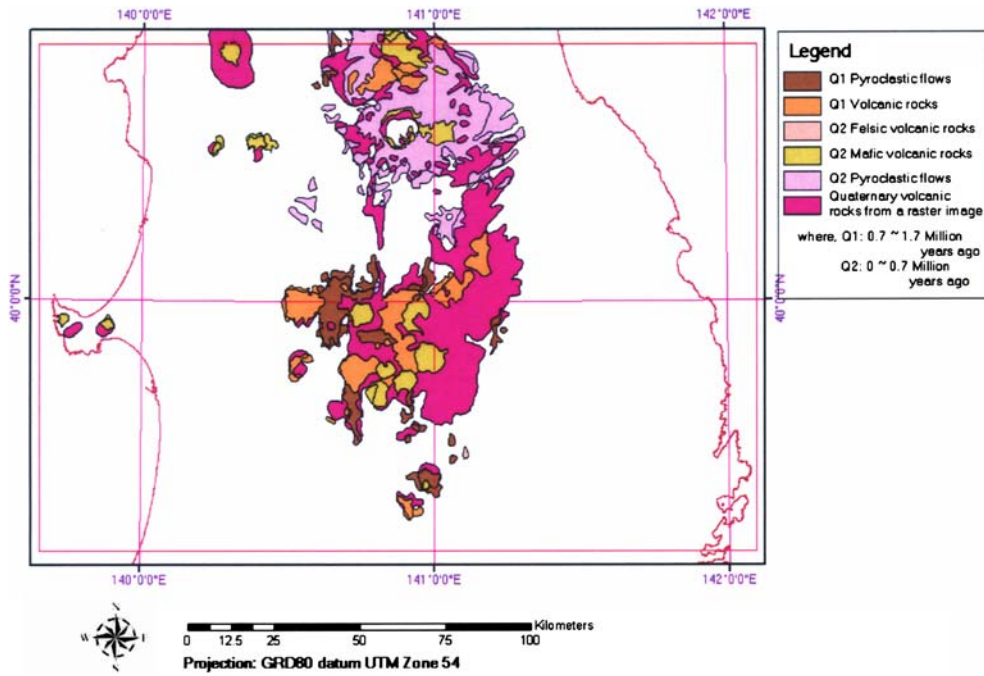 140°0'0"E 141°0'0"E 142°0'0"E
Legend
Q1 Pyroclastic flows
Q1 Volcanic rocks
Q2 Felsic volcanic rocks
Q2 Mafic volcanic rocks
Q2 Pyroclastic flows
Quaternary volcanic
rocks from a raster image
where, Q1: 0.7 ~ 1.7 Million
years ago
Q2: 0 ~ 0.7 Million
years ago
40°0'0"N 40°0'0"N
140°0'0"E 141°0'0"E 142°0'0"E
N
W
S
Kilometers
0 12.5 25 50 75 100
Projection: GRD80 datum UTM Zone 54